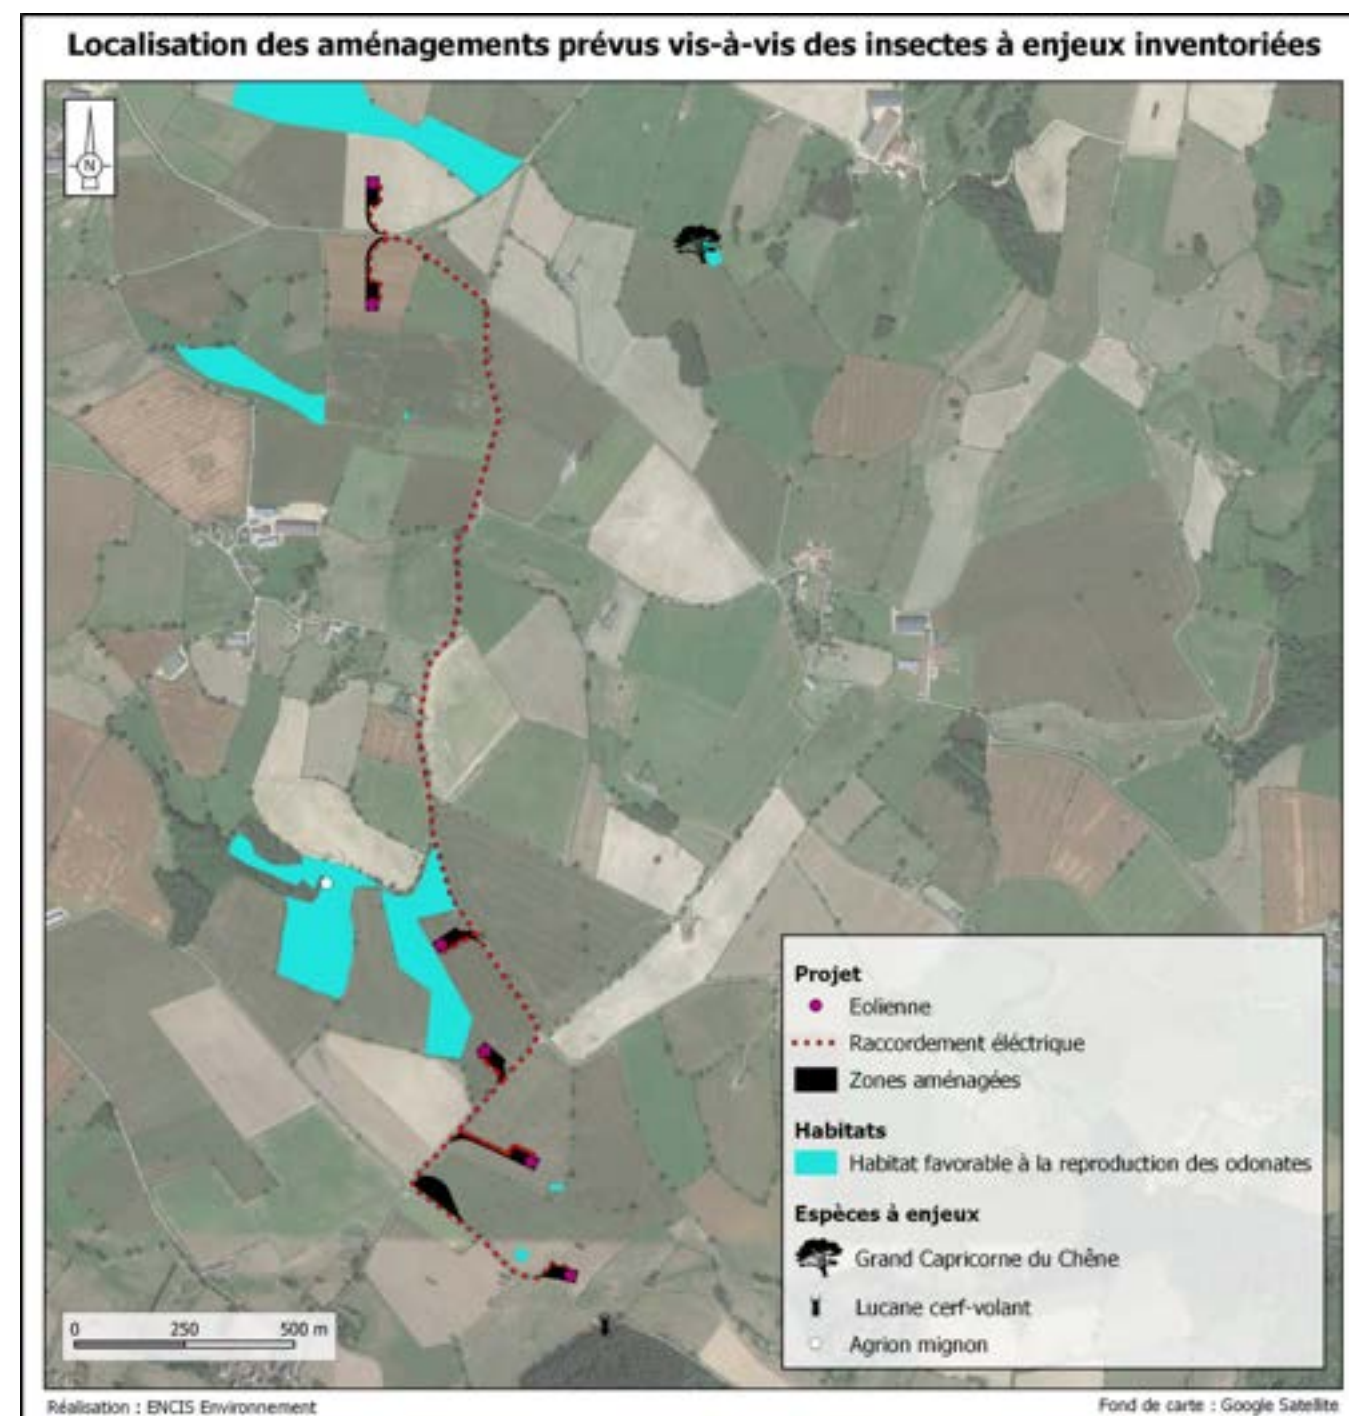 Localisation des aménagements prévus vis-à-vis des insectes à enjeux inventoriées
N
Projet
Eolienne
Raccordement éléctrique
Zones aménagées
Habitats
Habitat favorable à la reproduction des odonates
Espèces à enjeux
Grand Capricorne du Chêne
Lucane cerf-volant
Agrion mignon
0 250 500 m
Réalisation : ENCIS Environnement
Fond de carte : Google Satellite